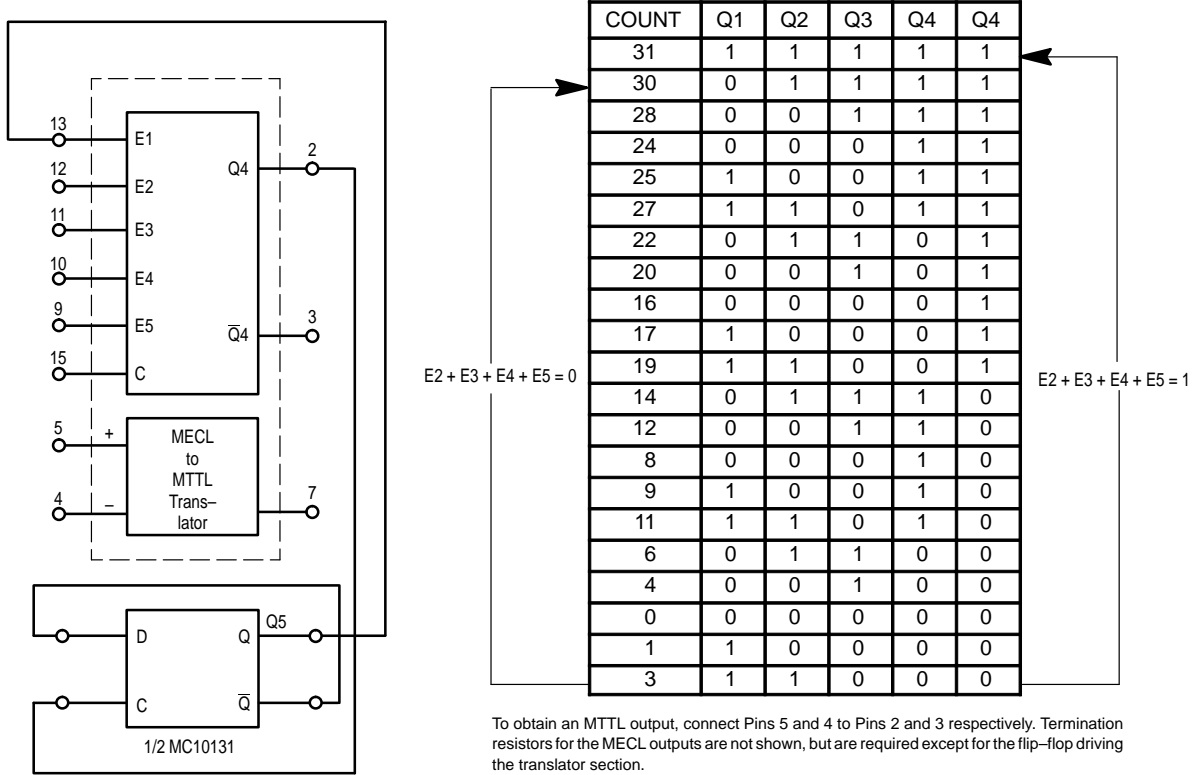 13
E1
12
E2
11
E3
10
E4
9
E5
15
C
Q4
2
Q̅4
3
5
+
4
–
MECL
to
MTTL
Trans–
lator
7
D
Q
Q5
C
Q̅
1/2 MC10131
COUNT Q1 Q2 Q3 Q4 Q4
31 1 1 1 1 1
30 0 1 1 1 1
28 0 0 1 1 1
24 0 0 0 1 1
25 1 0 0 1 1
27 1 1 0 1 1
22 0 1 1 0 1
20 0 0 1 0 1
16 0 0 0 0 1
17 1 0 0 0 1
19 1 1 0 0 1
14 0 1 1 1 0
12 0 0 1 1 0
8 0 0 0 1 0
9 1 0 0 1 0
11 1 1 0 1 0
6 0 1 1 0 0
4 0 0 1 0 0
0 0 0 0 0 0
1 1 0 0 0 0
3 1 1 0 0 0
E2 + E3 + E4 + E5 = 0
E2 + E3 + E4 + E5 = 1
To obtain an MTTL output, connect Pins 5 and 4 to Pins 2 and 3 respectively. Termination
resistors for the MECL outputs are not shown, but are required except for the flip–flop driving
the translator section.